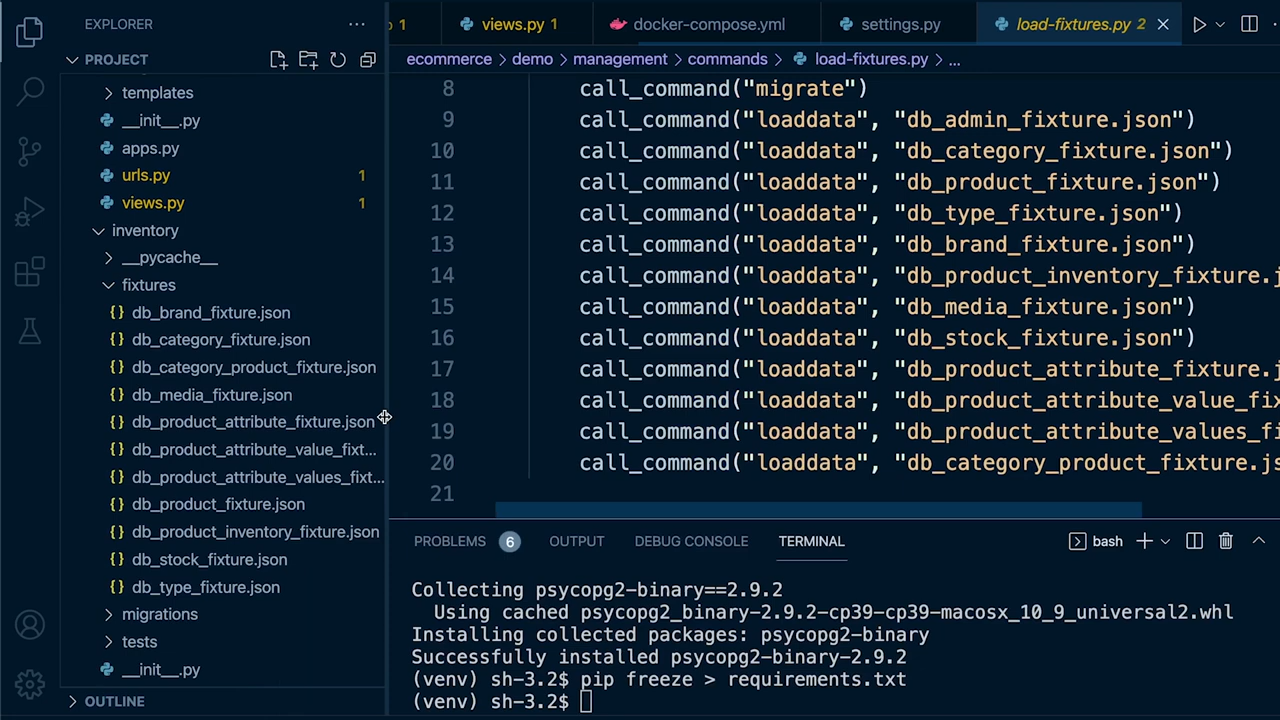 EXPLORER
PROJECT
templates
__init__.py
apps.py
urls.py 1
views.py 1
inventory
__pycache__
fixtures
db_brand_fixture.json
db_category_fixture.json
db_category_product_fixture.json
db_media_fixture.json
db_product_attribute_fixture.json
db_product_attribute_value_fixt...
db_product_attribute_values_fixt...
db_product_fixture.json
db_product_inventory_fixture.json
db_stock_fixture.json
db_type_fixture.json
migrations
tests
__init__.py
OUTLINE
1 views.py 1 docker-compose.yml settings.py load-fixtures.py 2
ecommerce > demo > management > commands > load-fixtures.py > ...
8 call_command("migrate")
9 call_command("loaddata", "db_admin_fixture.json")
10 call_command("loaddata", "db_category_fixture.json")
11 call_command("loaddata", "db_product_fixture.json")
12 call_command("loaddata", "db_type_fixture.json")
13 call_command("loaddata", "db_brand_fixture.json")
14 call_command("loaddata", "db_product_inventory_fixture.j
15 call_command("loaddata", "db_media_fixture.json")
16 call_command("loaddata", "db_stock_fixture.json")
17 call_command("loaddata", "db_product_attribute_fixture.j
18 call_command("loaddata", "db_product_attribute_value_fix
19 call_command("loaddata", "db_product_attribute_values_fi
20 call_command("loaddata", "db_category_product_fixture.js
21
PROBLEMS 6 OUTPUT DEBUG CONSOLE TERMINAL bash
Collecting psycopg2-binary==2.9.2
Using cached psycopg2_binary-2.9.2-cp39-cp39-macosx_10_9_universal2.whl
Installing collected packages: psycopg2-binary
Successfully installed psycopg2-binary-2.9.2
(venv) sh-3.2$ pip freeze > requirements.txt
(venv) sh-3.2$